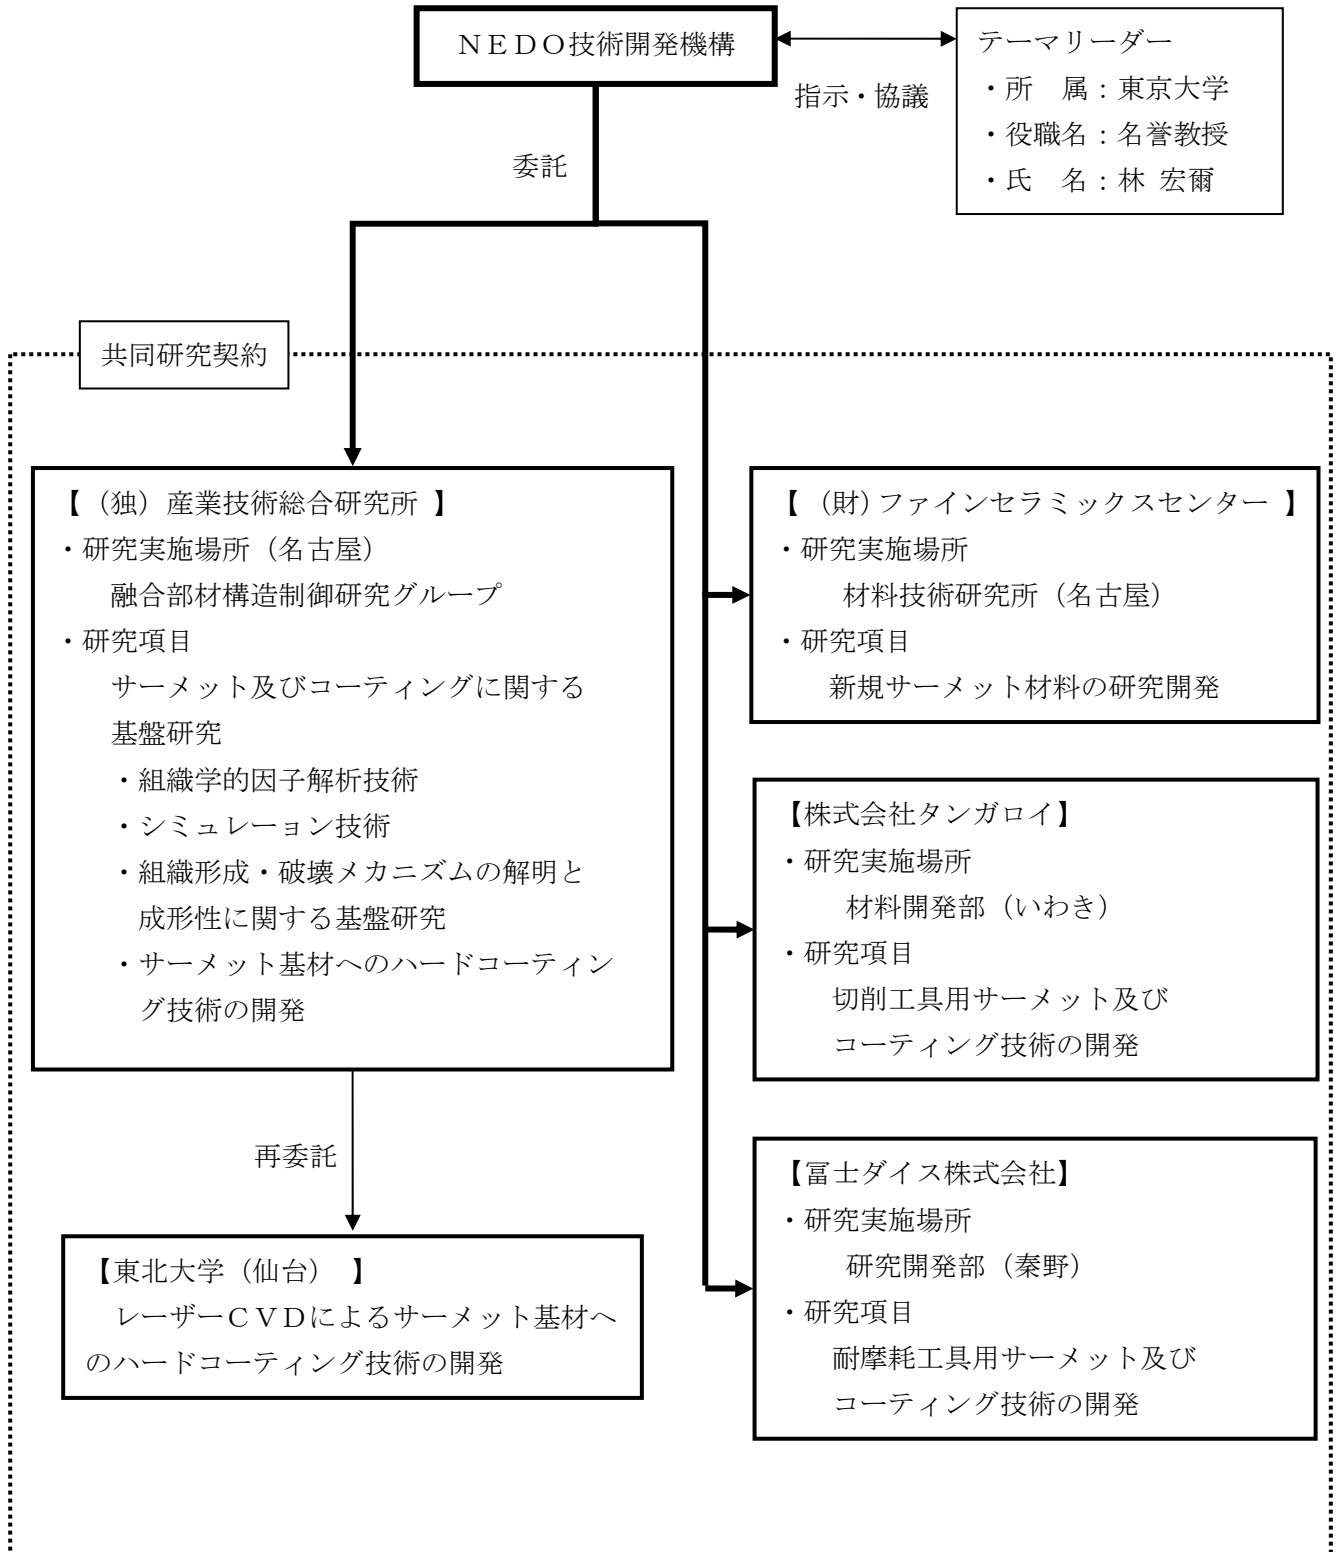 NEDO技術開発機構
テーマリーダー
・所　属：東京大学
・役職名：名誉教授
・氏　名：林 宏爾
指示・協議
委託
共同研究契約
【（独）産業技術総合研究所 】
・研究実施場所（名古屋）
融合部材構造制御研究グループ
・研究項目
サーメット及びコーティングに関する
基盤研究
・組織学的因子解析技術
・シミュレーション技術
・組織形成・破壊メカニズムの解明と
成形性に関する基盤研究
・サーメット基材へのハードコーティン
グ技術の開発
再委託
【東北大学（仙台） 】
レーザーCVDによるサーメット基材へ
のハードコーティング技術の開発
【（財)ファインセラミックスセンター 】
・研究実施場所
材料技術研究所（名古屋）
・研究項目
新規サーメット材料の研究開発
【株式会社タンガロイ】
・研究実施場所
材料開発部（いわき）
・研究項目
切削工具用サーメット及び
コーティング技術の開発
【冨士ダイス株式会社】
・研究実施場所
研究開発部（秦野）
・研究項目
耐摩耗工具用サーメット及び
コーティング技術の開発